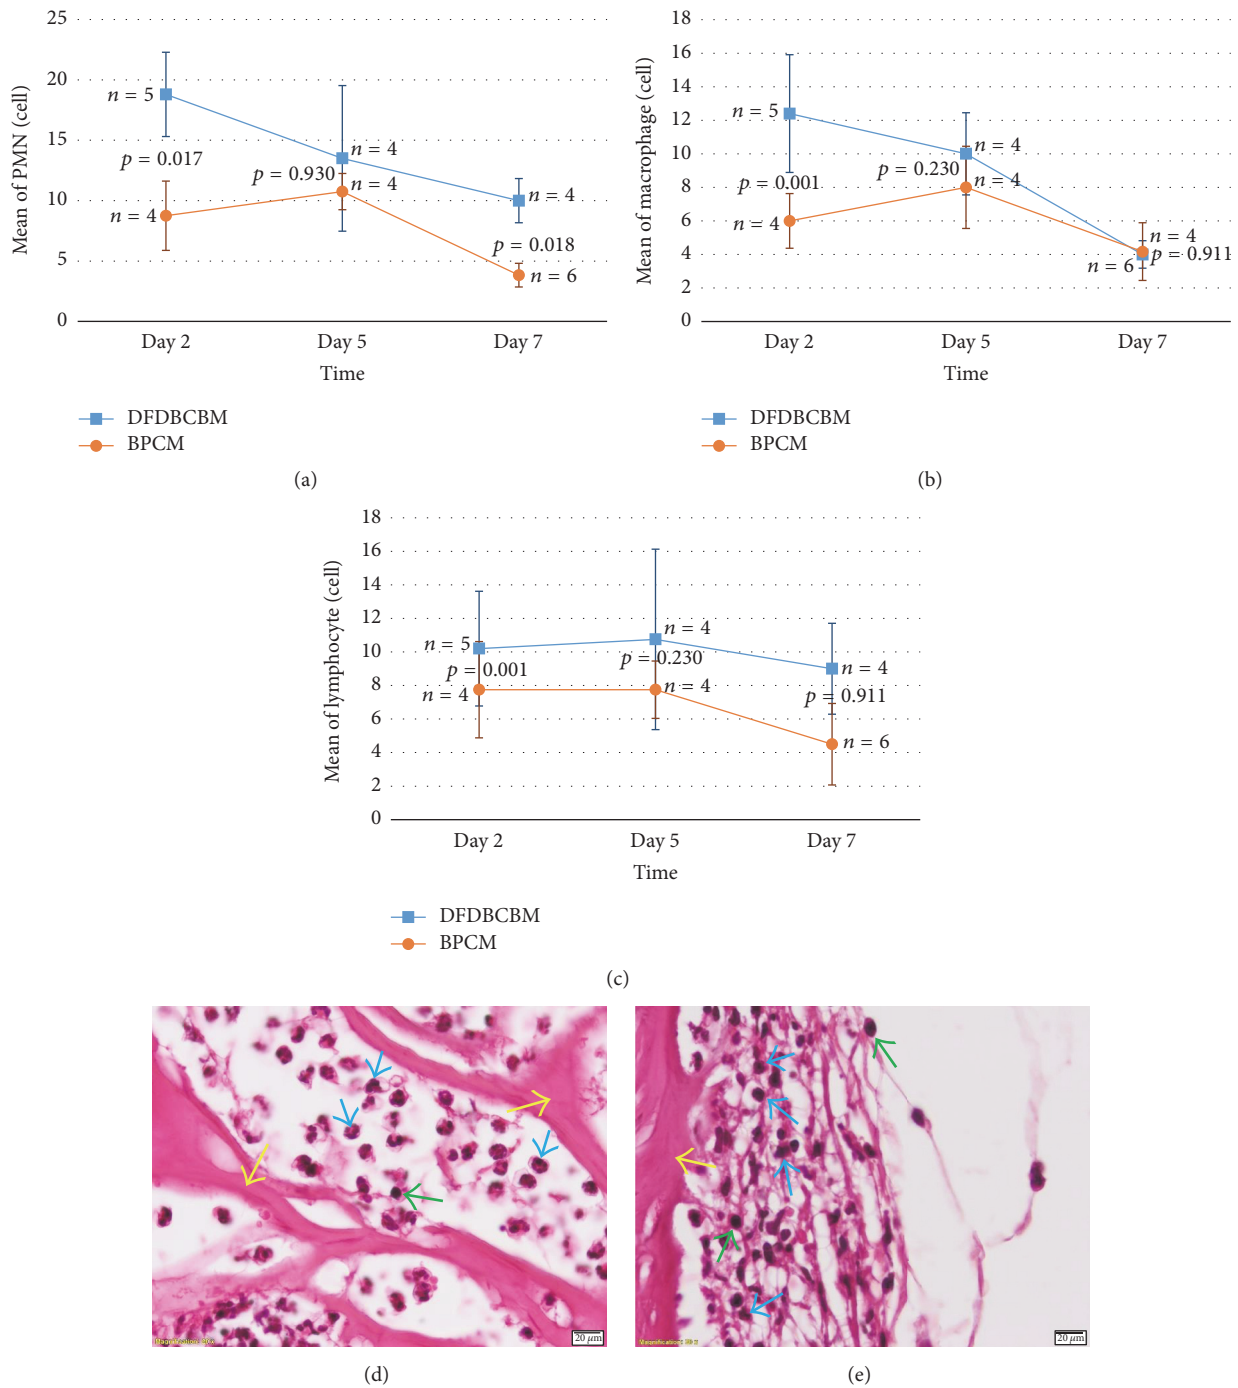 25
20
15
10
5
0
Mean of PMN (cell)
n = 5
p = 0.017
n = 4
n = 4
p = 0.930
n = 4
n = 4
p = 0.018
n = 6
Day 2 Day 5 Day 7
Time
DFDBCBM
BPCM
(a)
18
16
14
12
10
8
6
4
2
0
Mean of macrophage (cell)
n = 5
p = 0.001
n = 4
n = 4
p = 0.230
n = 4
n = 4
n = 6
p = 0.911
Day 2 Day 5 Day 7
Time
DFDBCBM
BPCM
(b)
18
16
14
12
10
8
6
4
2
0
Mean of lymphocyte (cell)
n = 5
p = 0.001
n = 4
n = 4
p = 0.230
n = 4
n = 4
p = 0.911
n = 6
Day 2 Day 5 Day 7
Time
DFDBCBM
BPCM
(c)
20 μm
(d)
20 μm
(e)